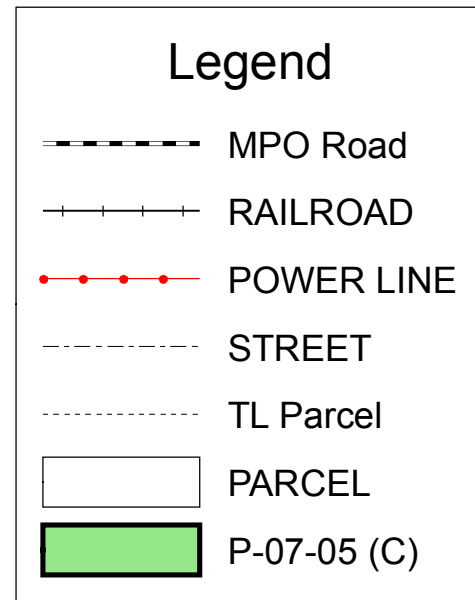 Legend
MPO Road
RAILROAD
POWER LINE
STREET
TL Parcel
PARCEL
P-07-05 (C)